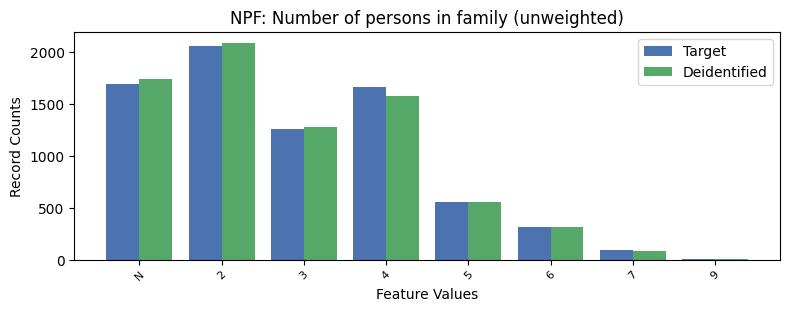 NPF: Number of persons in family (unweighted)
Target
Deidentified
Record Counts
2000
1500
1000
500
0
N
2
3
4
5
6
7
9
Feature Values